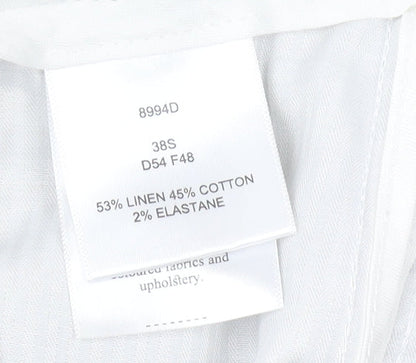 8994D
38S
D54 F48
53% LINEN 45% COTTON
2% ELASTANE
coloured fabrics and
upholstery.